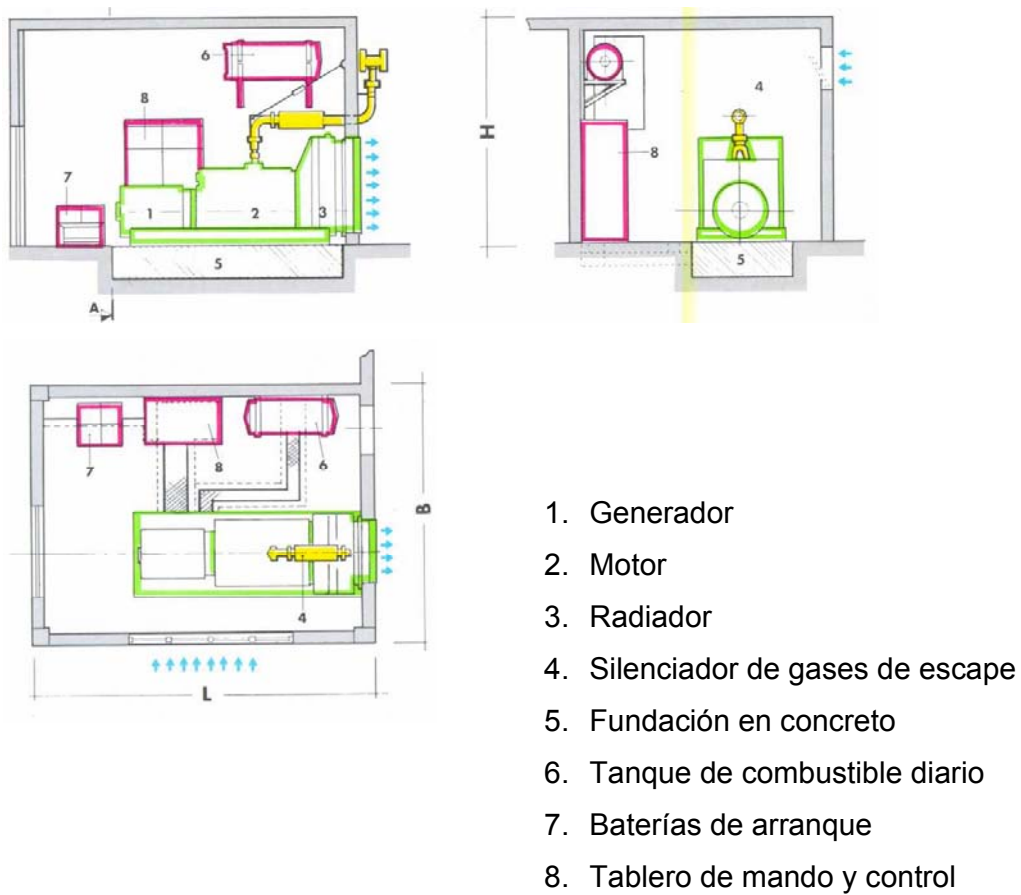 6
8
7
1
2
3
5
A
H
4
8
5
7
8
6
B
4
L
1. Generador
2. Motor
3. Radiador
4. Silenciador de gases de escape
5. Fundación en concreto
6. Tanque de combustible diario
7. Baterías de arranque
8. Tablero de mando y control